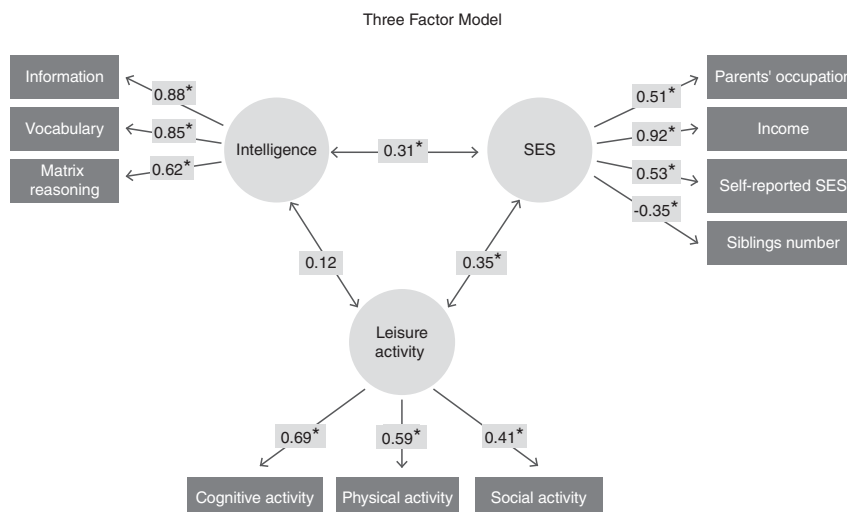 Three Factor Model
Information
Vocabulary
Matrix
reasoning
0.88*
0.85*
0.62*
Intelligence
0.31*
SES
0.51*
0.92*
0.53*
-0.35*
Parents' occupation
Income
Self-reported SES
Siblings number
0.12
0.35*
Leisure
activity
0.69*
0.59*
0.41*
Cognitive activity
Physical activity
Social activity